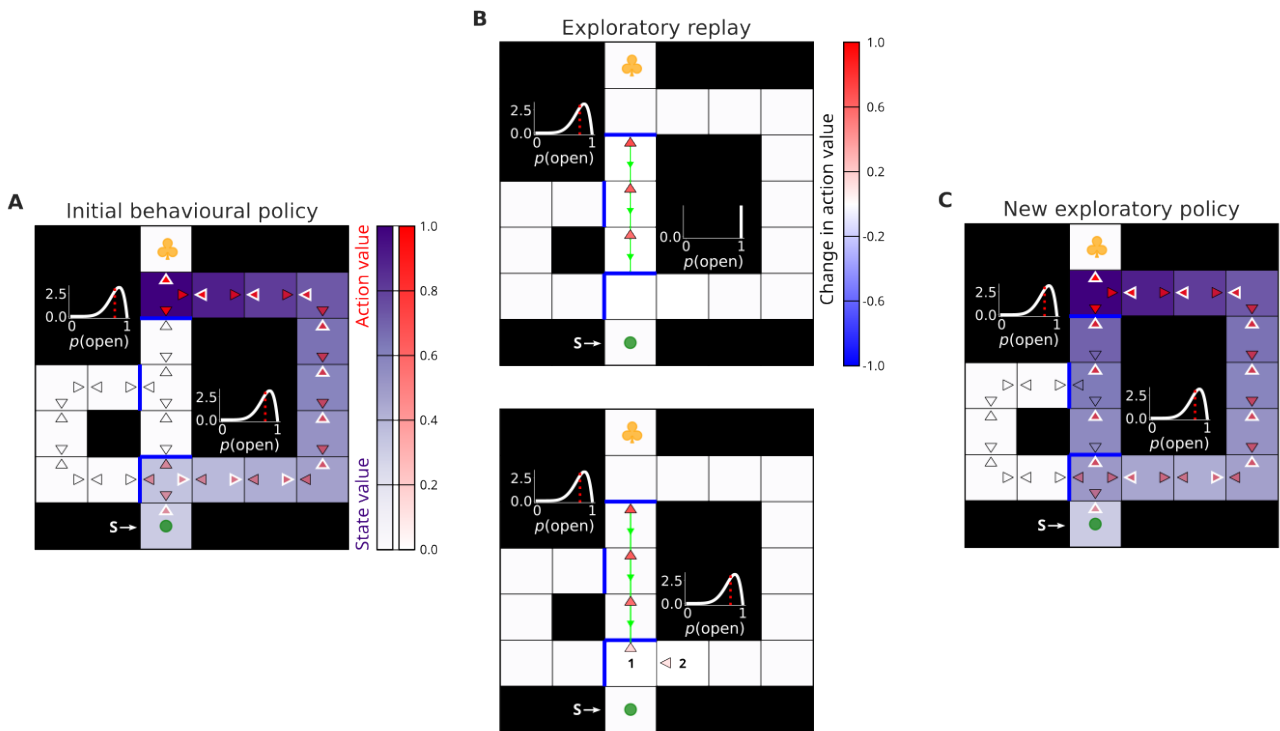 A
Initial behavioural policy
2.5
0.0
0
1
p(open)
2.5
0.0
0
1
p(open)
S→
Action value
State value
1.0
0.8
0.6
0.4
0.2
0.0
B
Exploratory replay
2.5
0.0
0
1
p(open)
0.0
0
1
p(open)
S→
Change in action value
1.0
0.6
0.2
-0.2
-0.6
-1.0
2.5
0.0
0
1
p(open)
2.5
0.0
0
1
p(open)
1
2
S→
C
New exploratory policy
2.5
0.0
0
1
p(open)
2.5
0.0
0
1
p(open)
S→